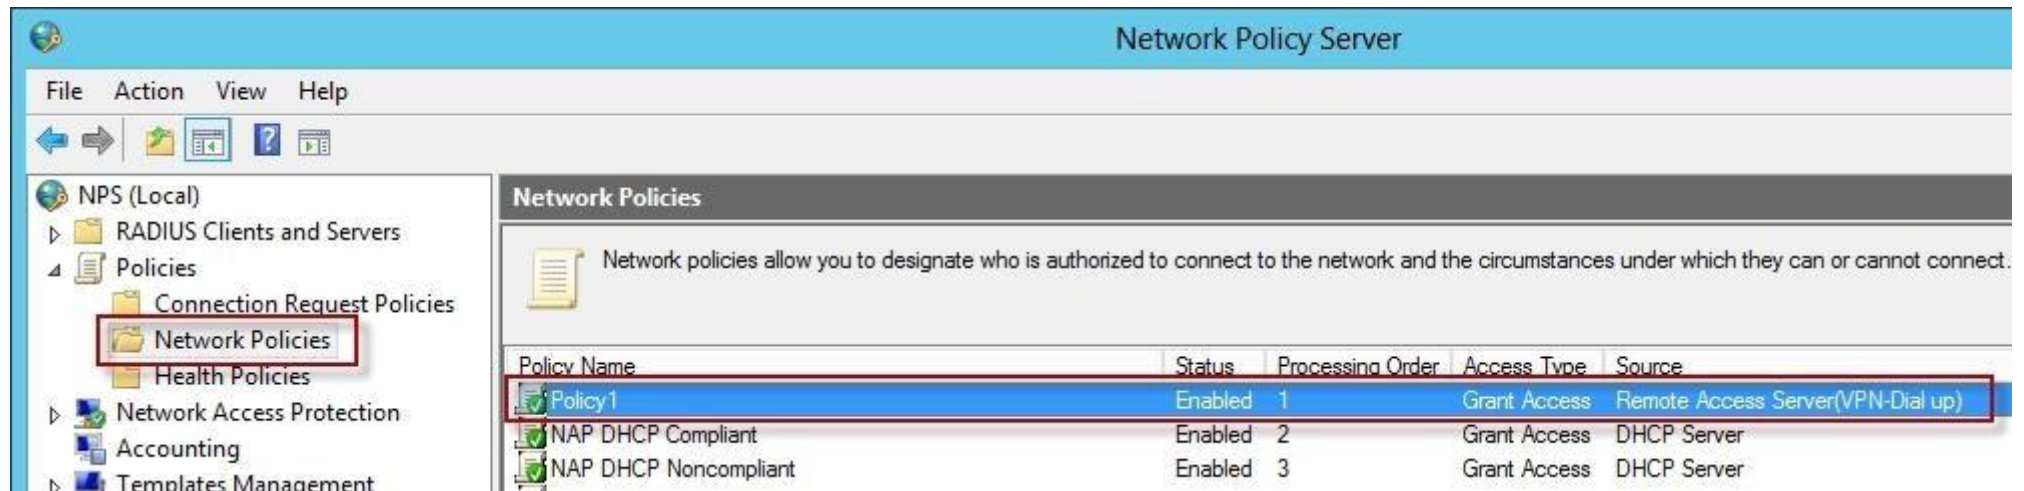 Network Policy Server
File Action View Help
NPS (Local)
RADIUS Clients and Servers
Policies
Connection Request Policies
Network Policies
Health Policies
Network Access Protection
Accounting
Templates Management
Network Policies
Network policies allow you to designate who is authorized to connect to the network and the circumstances under which they can or cannot connect.
Policy Name Status Processing Order Access Type Source
Policy1 Enabled 1 Grant Access Remote Access Server(VPN-Dial up)
NAP DHCP Compliant Enabled 2 Grant Access DHCP Server
NAP DHCP Noncompliant Enabled 3 Grant Access DHCP Server